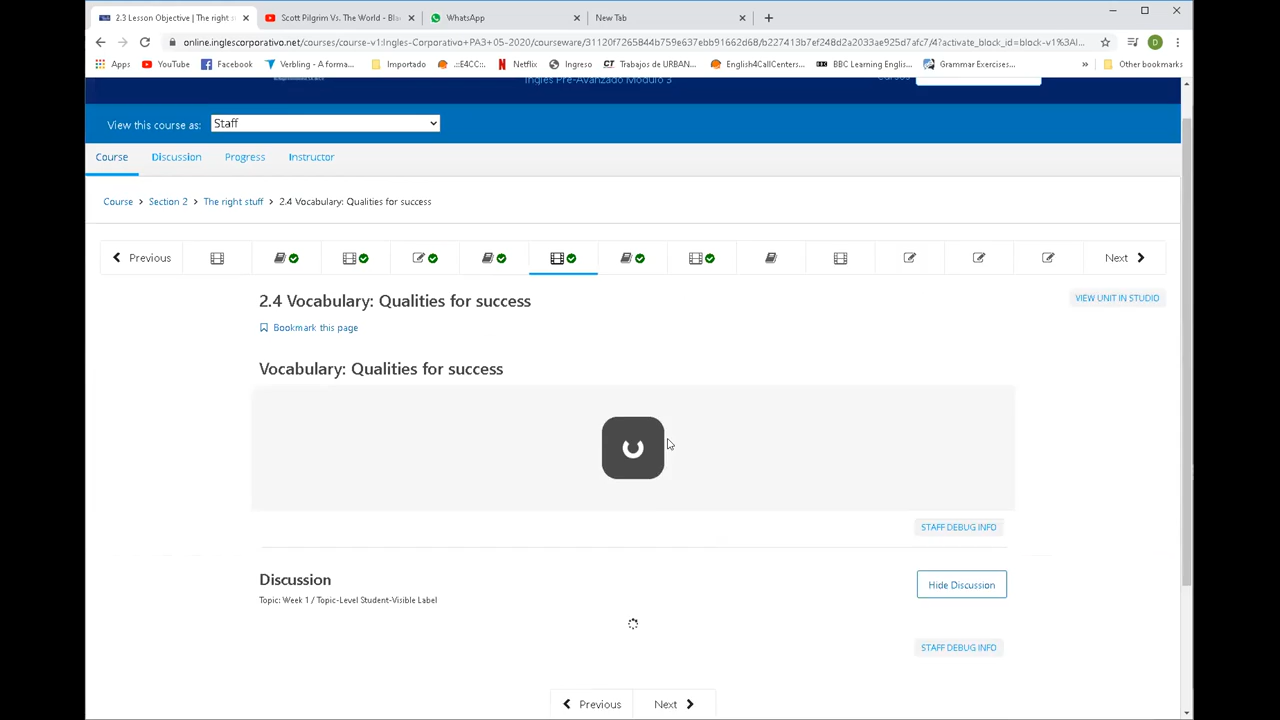 2.3 Lesson Objective | The right s
Scott Pilgrim Vs. The World - Bla
WhatsApp
New Tab
online.inglescorporativo.net/courses/course-v1:Ingles-Corporativo+PA3+05-2020/courseware/31120f7265844b759e637ebb91662d68/b227413b7ef248d2a2033ae925d7afc7/4?activate_block_id=block-v1%3AI...
Apps
YouTube
Facebook
Verbling - A forma...
Importado
.::E4CC::.
Netflix
Ingreso
Trabajos de URBAN...
English4CallCenters...
BBC Learning Englis...
Grammar Exercises...
Other bookmarks
Inglés Pre-Avanzado Módulo 3
View this course as:
Staff
Course
Discussion
Progress
Instructor
Course > Section 2 > The right stuff > 2.4 Vocabulary: Qualities for success
Previous
Next
2.4 Vocabulary: Qualities for success
VIEW UNIT IN STUDIO
Bookmark this page
Vocabulary: Qualities for success
STAFF DEBUG INFO
Discussion
Hide Discussion
Topic: Week 1 / Topic-Level Student-Visible Label
STAFF DEBUG INFO
Previous
Next